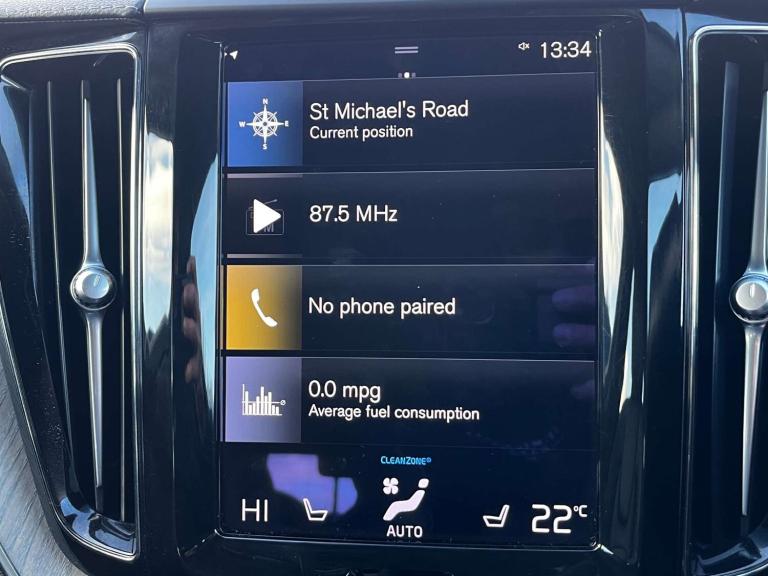 13:34
N
W E
S
St Michael's Road
Current position
87.5 MHz
No phone paired
0.0 mpg
Average fuel consumption
CLEANZONE
HI
AUTO
22°C